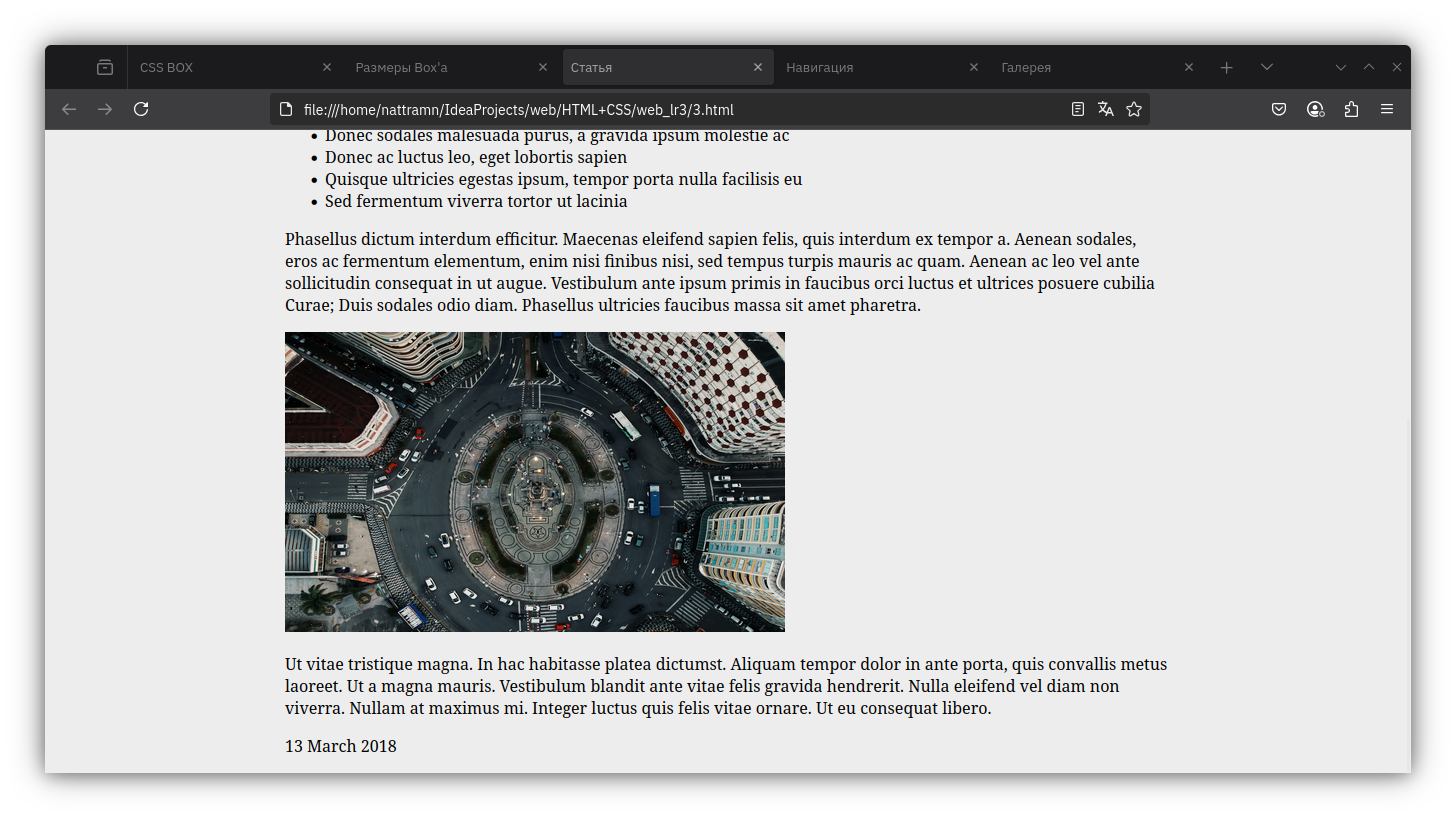 CSS BOX
Размеры Box'а
Статья
Навигация
Галерея
file:///home/nattramn/IdeaProjects/web/HTML+CSS/web_lr3/3.html
Donec sodales malesuada purus, a gravida ipsum molestie ac
Donec ac luctus leo, eget lobortis sapien
Quisque ultricies egestas ipsum, tempor porta nulla facilisis eu
Sed fermentum viverra tortor ut lacinia
Phasellus dictum interdum efficitur. Maecenas eleifend sapien felis, quis interdum ex tempor a. Aenean sodales,
eros ac fermentum elementum, enim nisi finibus nisi, sed tempus turpis mauris ac quam. Aenean ac leo vel ante
sollicitudin consequat in ut augue. Vestibulum ante ipsum primis in faucibus orci luctus et ultrices posuere cubilia
Curae; Duis sodales odio diam. Phasellus ultricies faucibus massa sit amet pharetra.
Ut vitae tristique magna. In hac habitasse platea dictumst. Aliquam tempor dolor in ante porta, quis convallis metus
laoreet. Ut a magna mauris. Vestibulum blandit ante vitae felis gravida hendrerit. Nulla eleifend vel diam non
viverra. Nullam at maximus mi. Integer luctus quis felis vitae ornare. Ut eu consequat libero.
13 March 2018